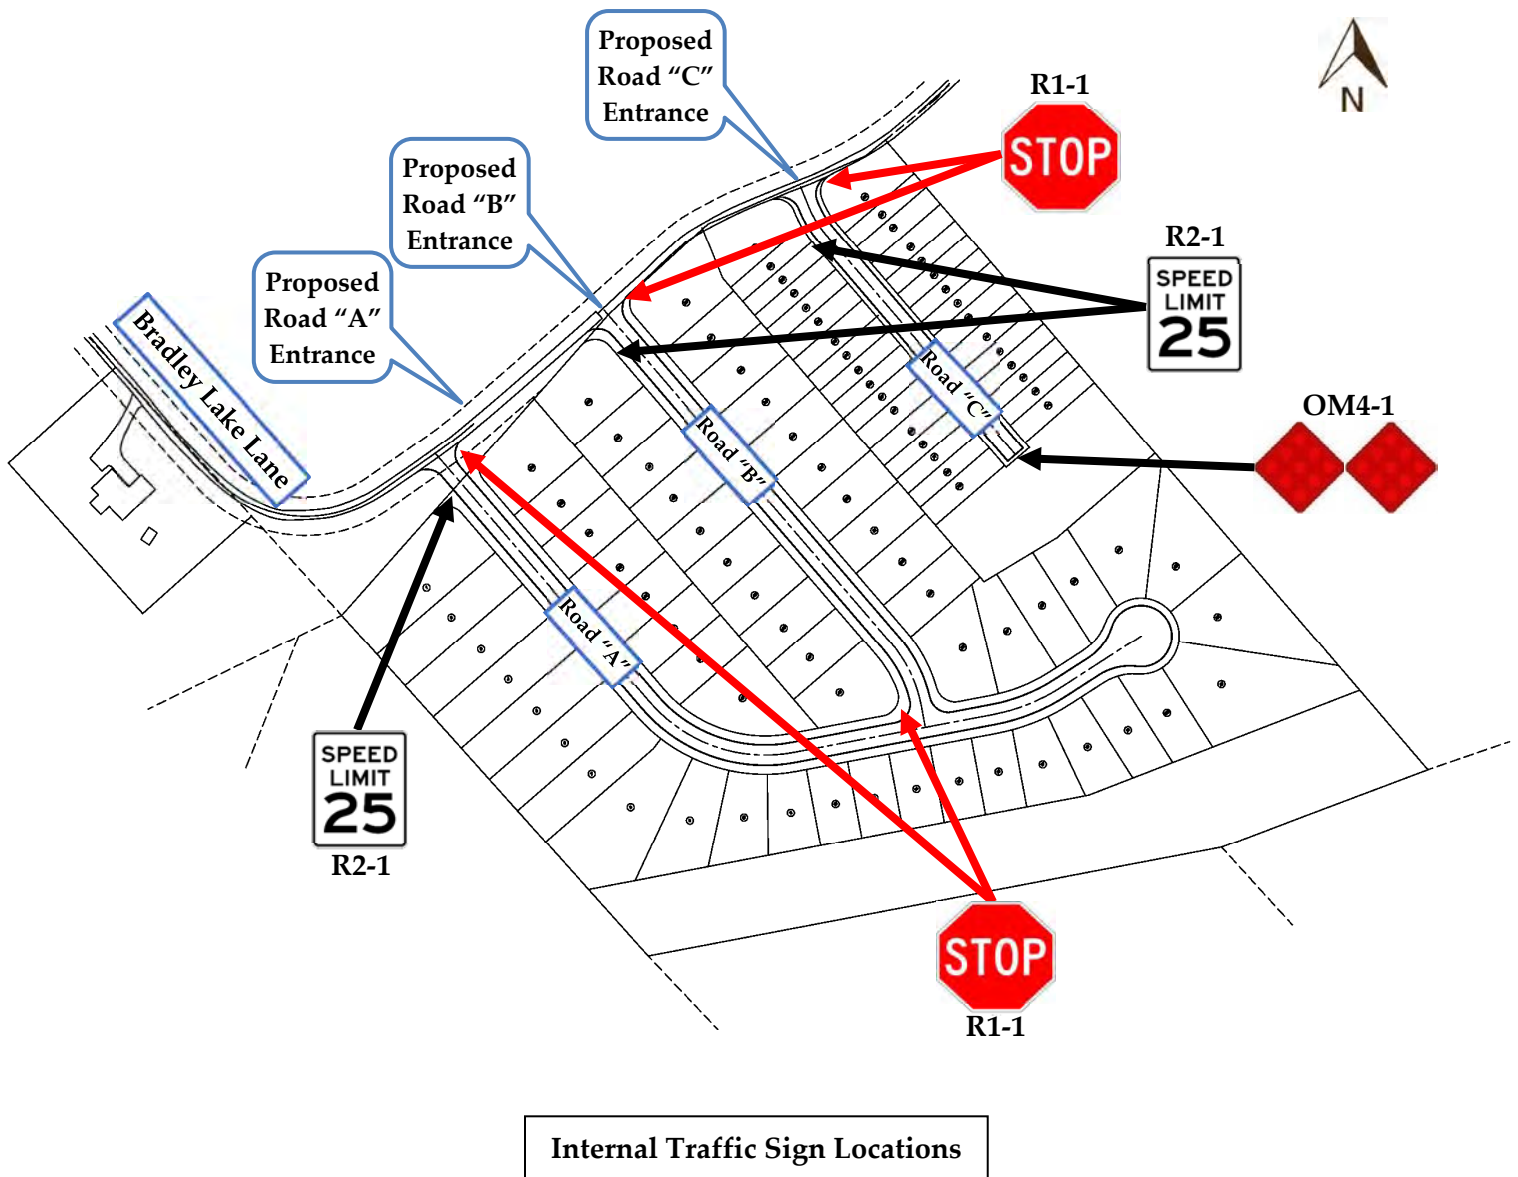 Proposed
Road “C”
Entrance
N
R1-1
STOP
Proposed
Road “B”
Entrance
R2-1
SPEED
LIMIT
25
Proposed
Road “A”
Entrance
Bradley Lake Lane
Road “C”
OM4-1
Road “B”
Road “A”
SPEED
LIMIT
25
R2-1
STOP
R1-1
Internal Traffic Sign Locations